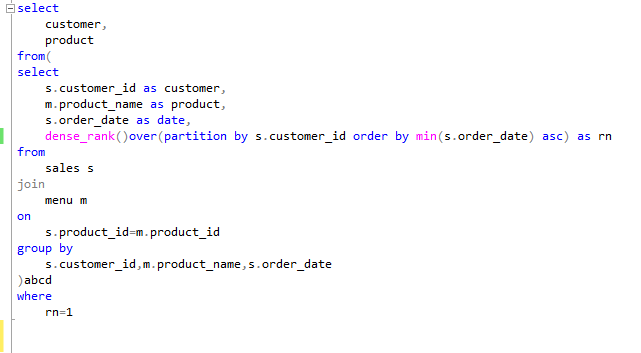 select
customer,
product
from(
select
s.customer_id as customer,
m.product_name as product,
s.order_date as date,
dense_rank()over(partition by s.customer_id order by min(s.order_date) asc) as rn
from
sales s
join
menu m
on
s.product_id=m.product_id
group by
s.customer_id,m.product_name,s.order_date
)abcd
where
rn=1